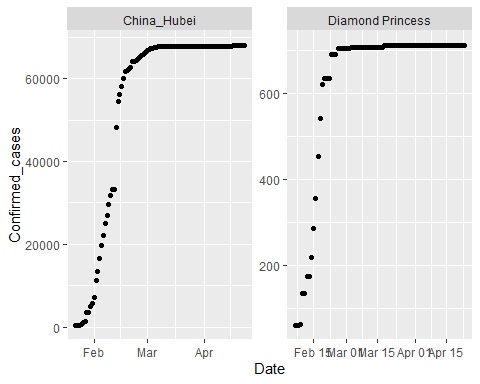 China_Hubei
Diamond Princess
Confirmed_cases
60000
40000
20000
0
600
400
200
Feb Mar Apr
Feb 15 Mar 01 Mar 15 Apr 01 Apr 15
Date